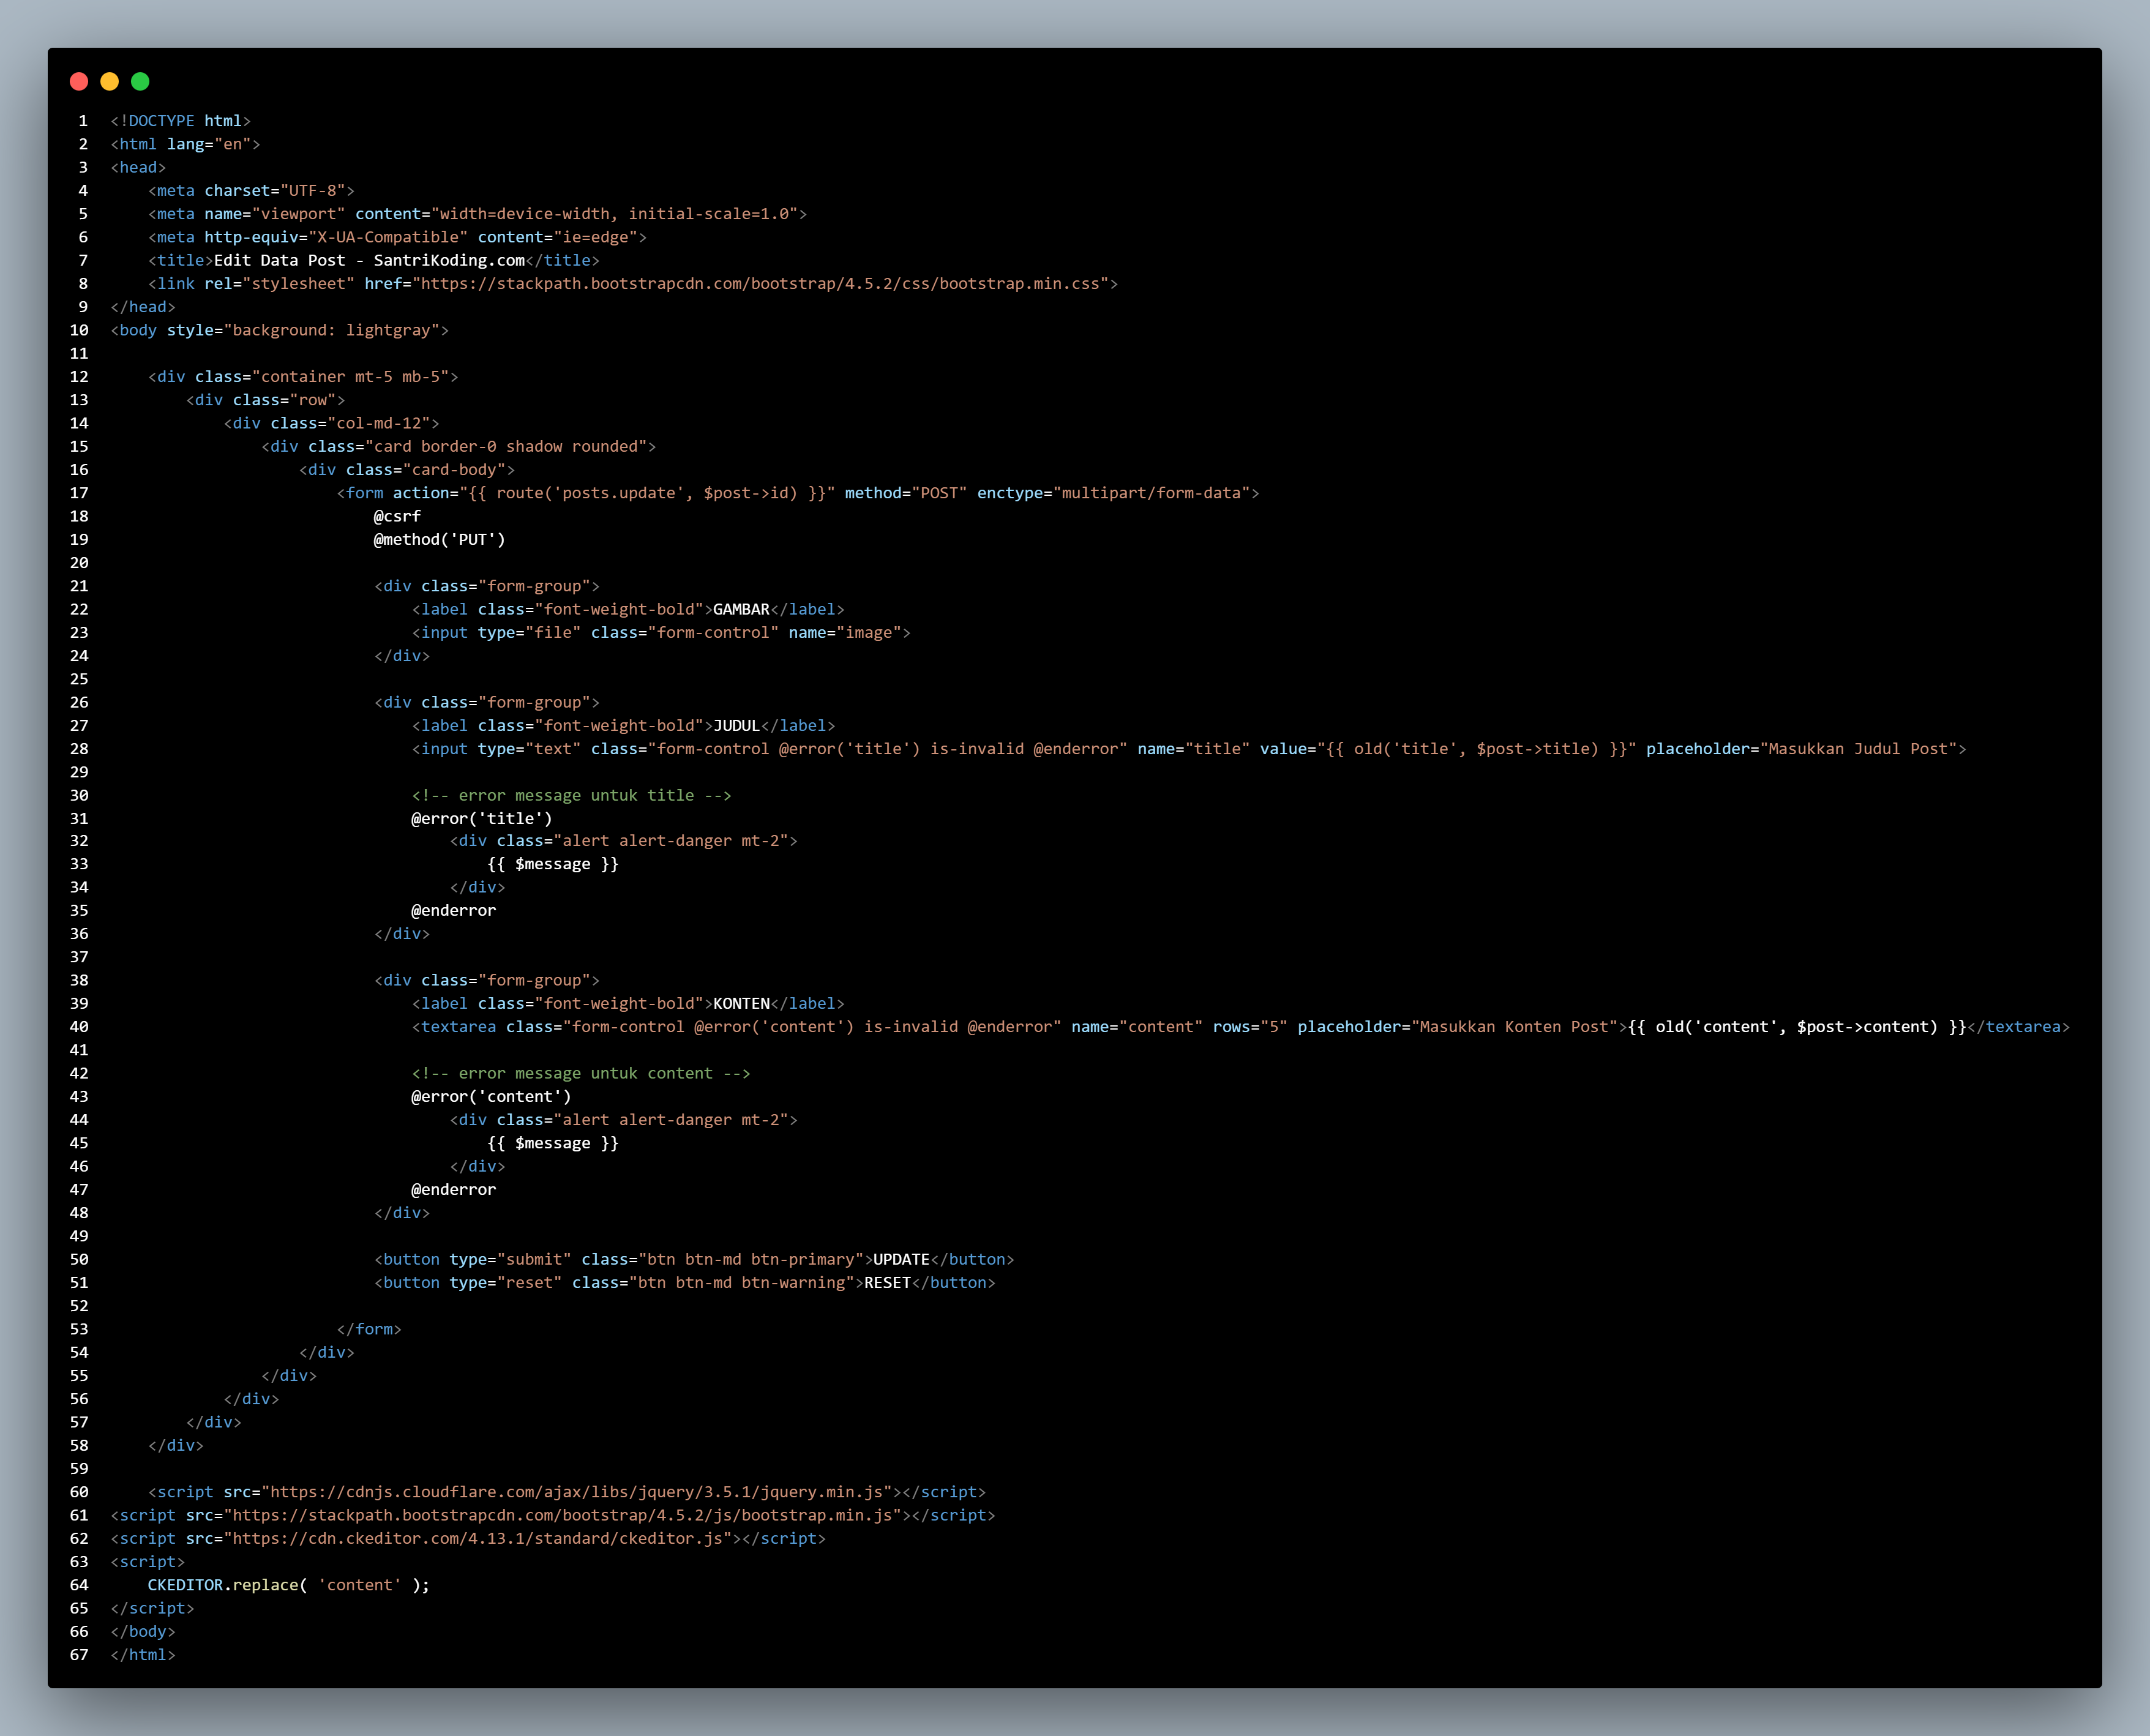 1 <!DOCTYPE html>
2 <html lang="en">
3 <head>
4     <meta charset="UTF-8">
5     <meta name="viewport" content="width=device-width, initial-scale=1.0">
6     <meta http-equiv="X-UA-Compatible" content="ie=edge">
7     <title>Edit Data Post - SantriKoding.com</title>
8     <link rel="stylesheet" href="https://stackpath.bootstrapcdn.com/bootstrap/4.5.2/css/bootstrap.min.css">
9 </head>
10 <body style="background: lightgray">
11
12     <div class="container mt-5 mb-5">
13         <div class="row">
14             <div class="col-md-12">
15                 <div class="card border-0 shadow rounded">
16                     <div class="card-body">
17                         <form action="{{ route('posts.update', $post->id) }}" method="POST" enctype="multipart/form-data">
18                             @csrf
19                             @method('PUT')
20
21                             <div class="form-group">
22                                 <label class="font-weight-bold">GAMBAR</label>
23                                 <input type="file" class="form-control" name="image">
24                             </div>
25
26                             <div class="form-group">
27                                 <label class="font-weight-bold">JUDUL</label>
28                                 <input type="text" class="form-control @error('title') is-invalid @enderror" name="title" value="{{ old('title', $post->title) }}" placeholder="Masukkan Judul Post">
29
30                                 <!-- error message untuk title -->
31                                 @error('title')
32                                     <div class="alert alert-danger mt-2">
33                                         {{ $message }}
34                                     </div>
35                                 @enderror
36                             </div>
37
38                             <div class="form-group">
39                                 <label class="font-weight-bold">KONTEN</label>
40                                 <textarea class="form-control @error('content') is-invalid @enderror" name="content" rows="5" placeholder="Masukkan Konten Post">{{ old('content', $post->content) }}</textarea>
41
42                                 <!-- error message untuk content -->
43                                 @error('content')
44                                     <div class="alert alert-danger mt-2">
45                                         {{ $message }}
46                                     </div>
47                                 @enderror
48                             </div>
49
50                             <button type="submit" class="btn btn-md btn-primary">UPDATE</button>
51                             <button type="reset" class="btn btn-md btn-warning">RESET</button>
52
53                         </form>
54                     </div>
55                 </div>
56             </div>
57         </div>
58     </div>
59
60     <script src="https://cdnjs.cloudflare.com/ajax/libs/jquery/3.5.1/jquery.min.js"></script>
61 <script src="https://stackpath.bootstrapcdn.com/bootstrap/4.5.2/js/bootstrap.min.js"></script>
62 <script src="https://cdn.ckeditor.com/4.13.1/standard/ckeditor.js"></script>
63 <script>
64     CKEDITOR.replace( 'content' );
65 </script>
66 </body>
67 </html>